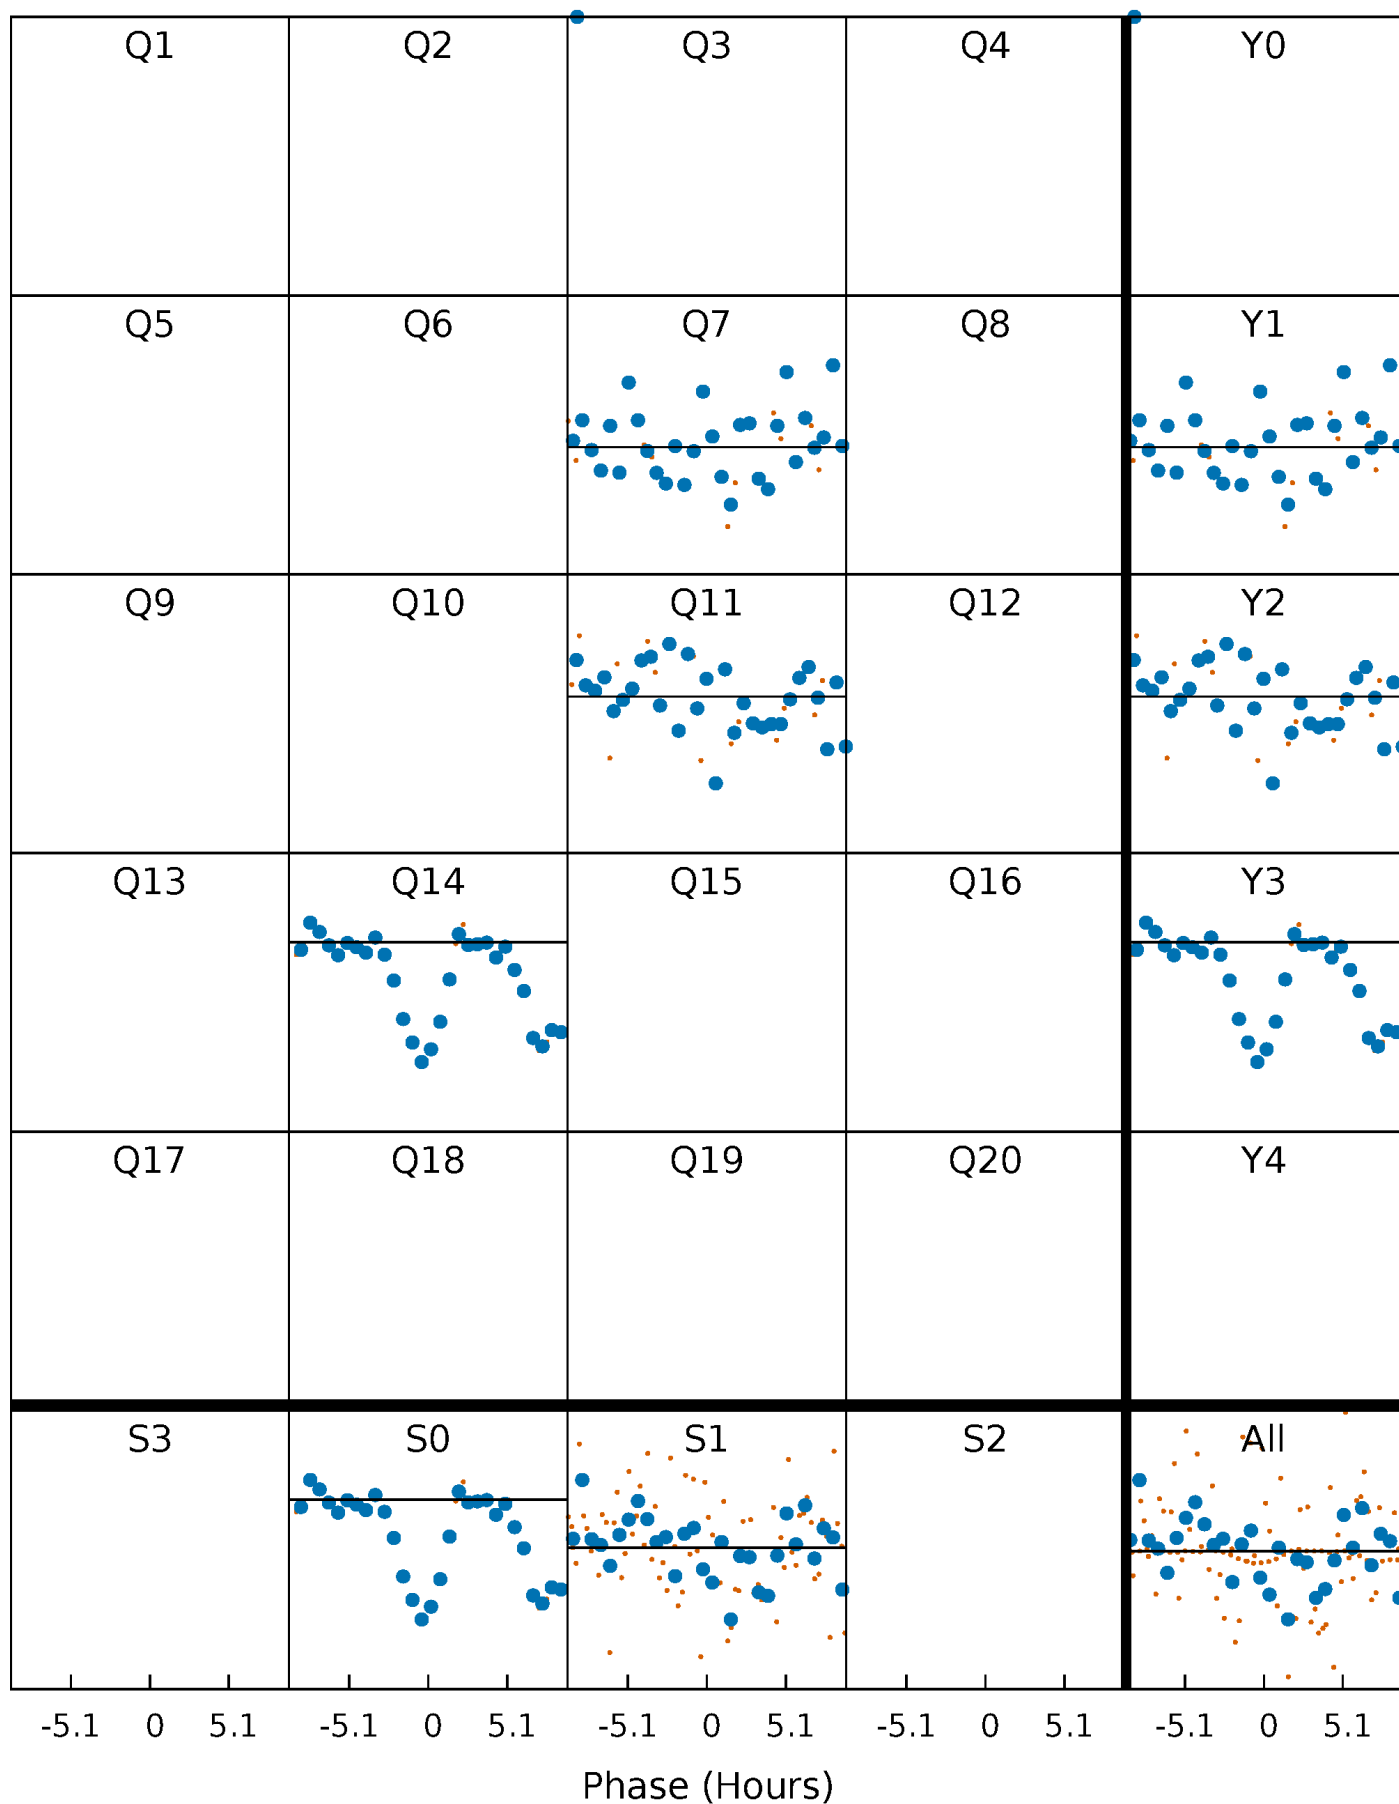 Q1 Q2 Q3 Q4 Y0
Q5 Q6 Q7 Q8 Y1
Q9 Q10 Q11 Q12 Y2
Q13 Q14 Q15 Q16 Y3
Q17 Q18 Q19 Q20 Y4
S3 S0 S1 S2 All
-5.1 0 5.1 -5.1 0 5.1 -5.1 0 5.1 -5.1 0 5.1 -5.1 0 5.1
Phase (Hours)